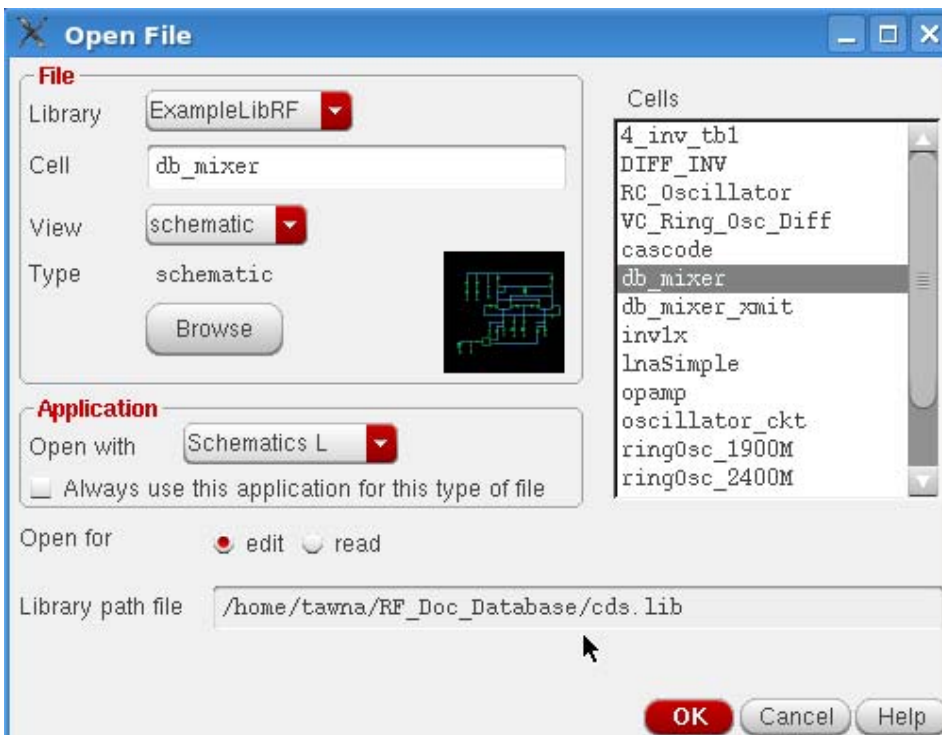 Open File
File
Library ExampleLibRF
Cell db_mixer
View schematic
Type schematic
Browse
Application
Open with Schematics L
Always use this application for this type of file
Cells
4_inv_tb1
DIFF_INV
RC_Oscillator
VC_Ring_Osc_Diff
cascode
db_mixer
db_mixer_xmit
inv1x
lnaSimple
opamp
oscillator_ckt
ringOsc_1900M
ringOsc_2400M
Open for edit read
Library path file /home/tawna/RF_Doc_Database/cds.lib
OK Cancel Help